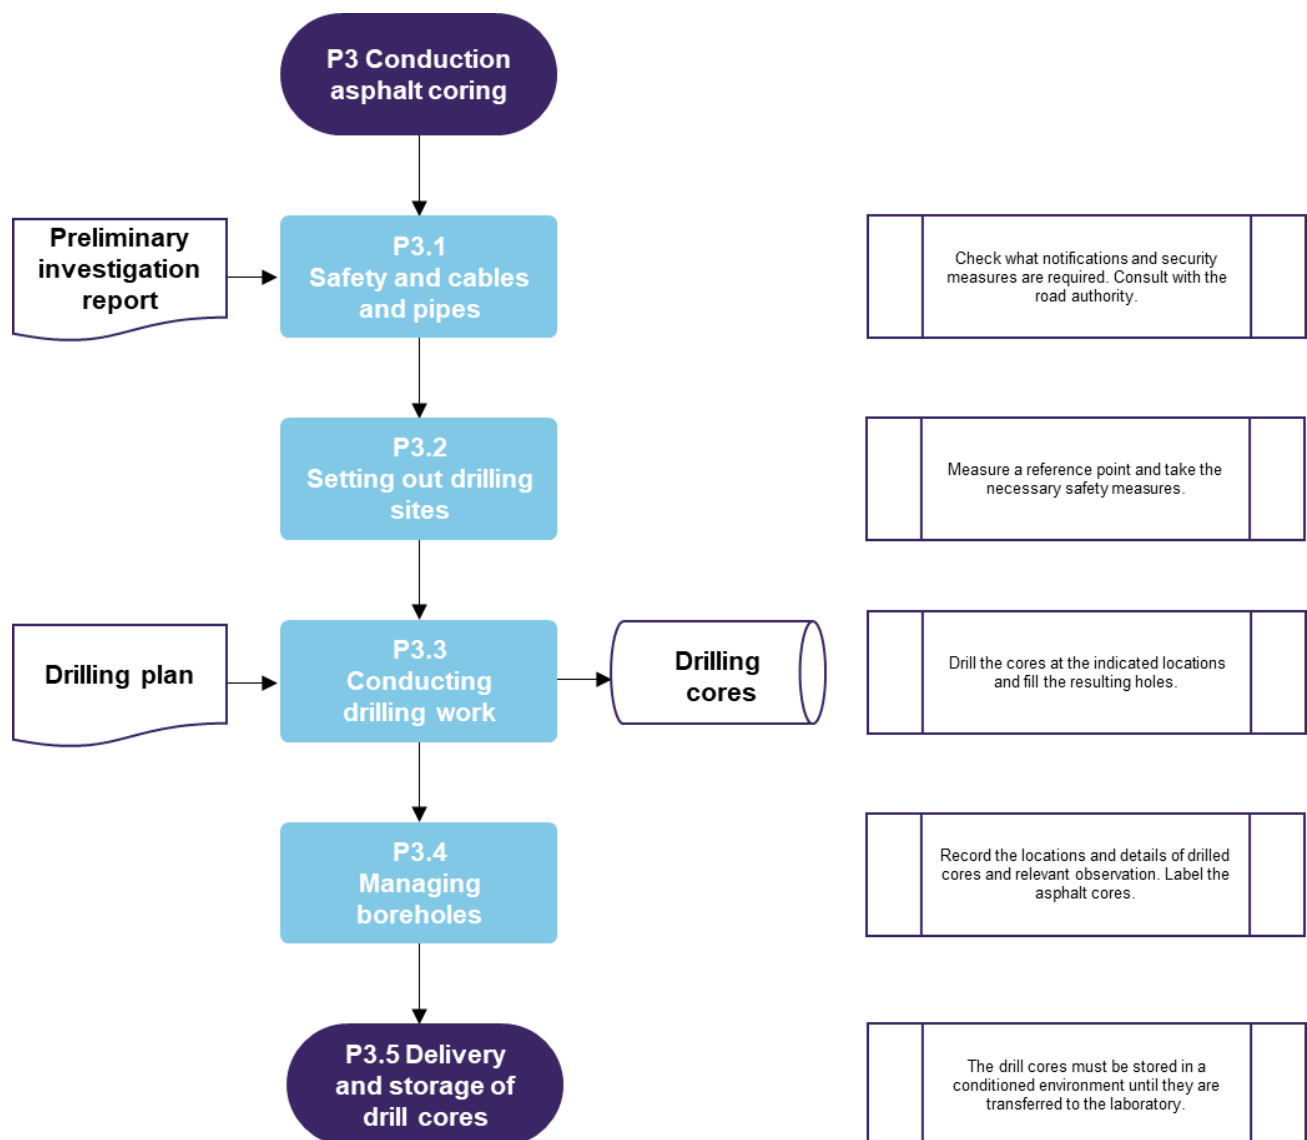 P3 Conduction
asphalt coring
Preliminary
investigation
report
P3.1
Safety and cables
and pipes
Check what notifications and security
measures are required. Consult with the
road authority.
P3.2
Setting out drilling
sites
Measure a reference point and take the
necessary safety measures.
Drilling plan
P3.3
Conducting
drilling work
Drilling
cores
Drill the cores at the indicated locations
and fill the resulting holes.
P3.4
Managing
boreholes
Record the locations and details of drilled
cores and relevant observation. Label the
asphalt cores.
P3.5 Delivery
and storage of
drill cores
The drill cores must be stored in a
conditioned environment until they are
transferred to the laboratory.